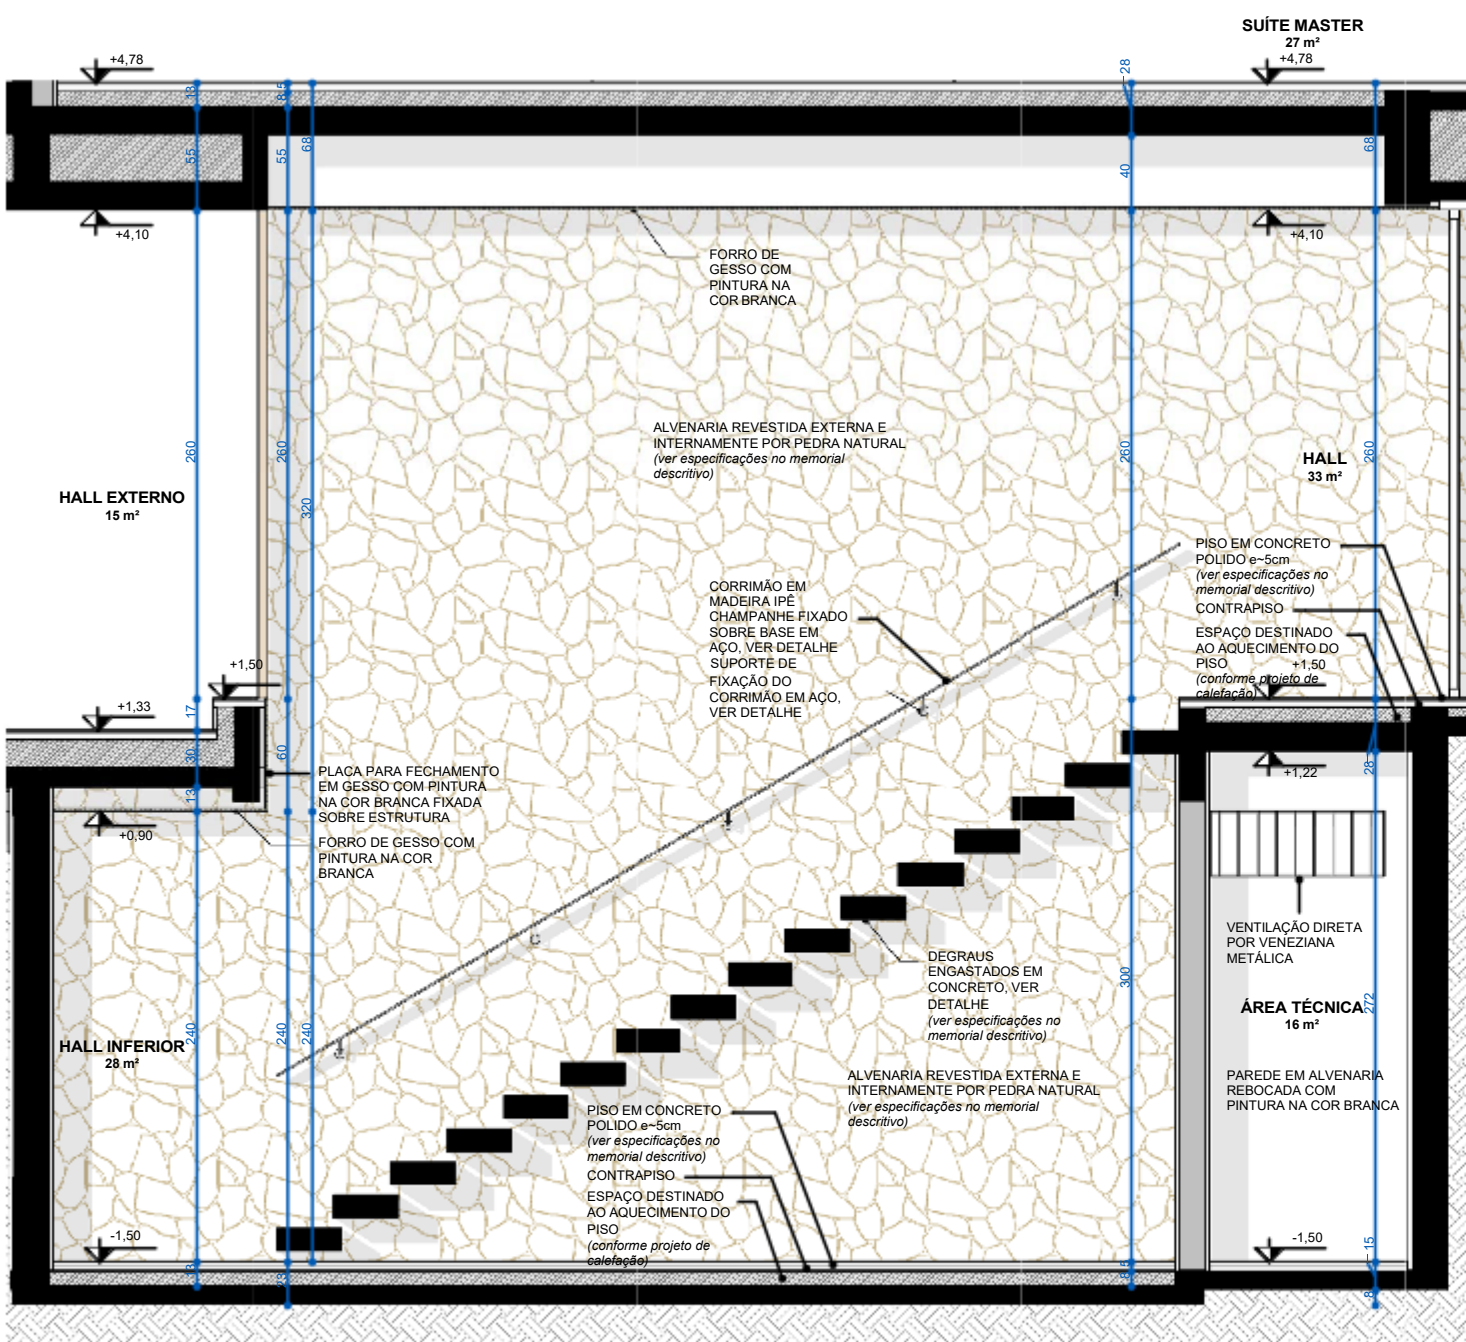 SUÍTE MASTER
27 m²
+4,78
+4,78
28
13
8,5
68
55
55
40
68
+4,10
+4,10
FORRO DE
GESSO COM
PINTURA NA
COR BRANCA
ALVENARIA REVESTIDA EXTERNA E
INTERNAMENTE POR PEDRA NATURAL
(ver especificações no memorial
descritivo)
260
260
260
260
320
HALL
33 m²
HALL EXTERNO
15 m²
PISO EM CONCRETO
POLIDO e~5cm
(ver especificações no
memorial descritivo)
CONTRAPISO
ESPAÇO DESTINADO
AO AQUECIMENTO DO
PISO
(conforme projeto de
calefação)
+1,50
CORRIMÃO EM
MADEIRA IPÊ
CHAMPANHE FIXADO
SOBRE BASE EM
AÇO, VER DETALHE
SUPORTE DE
FIXAÇÃO DO
CORRIMÃO EM AÇO,
VER DETALHE
+1,50
+1,33
17
30
13
60
28
+1,22
PLACA PARA FECHAMENTO
EM GESSO COM PINTURA
NA COR BRANCA FIXADA
SOBRE ESTRUTURA
+0,90
FORRO DE GESSO COM
PINTURA NA COR
BRANCA
VENTILAÇÃO DIRETA
POR VENEZIANA
METÁLICA
DEGRAUS
ENGASTADOS EM
CONCRETO, VER
DETALHE
(ver especificações no
memorial descritivo)
300
ÁREA TÉCNICA
16 m²
272
HALL INFERIOR
28 m²
240
240
240
ALVENARIA REVESTIDA EXTERNA E
INTERNAMENTE POR PEDRA NATURAL
(ver especificações no memorial
descritivo)
PAREDE EM ALVENARIA
REBOCADA COM
PINTURA NA COR BRANCA
PISO EM CONCRETO
POLIDO e~5cm
(ver especificações no
memorial descritivo)
CONTRAPISO
ESPAÇO DESTINADO
AO AQUECIMENTO DO
PISO
(conforme projeto de
calefação)
-1,50
-1,50
13
23
8,5
15
8